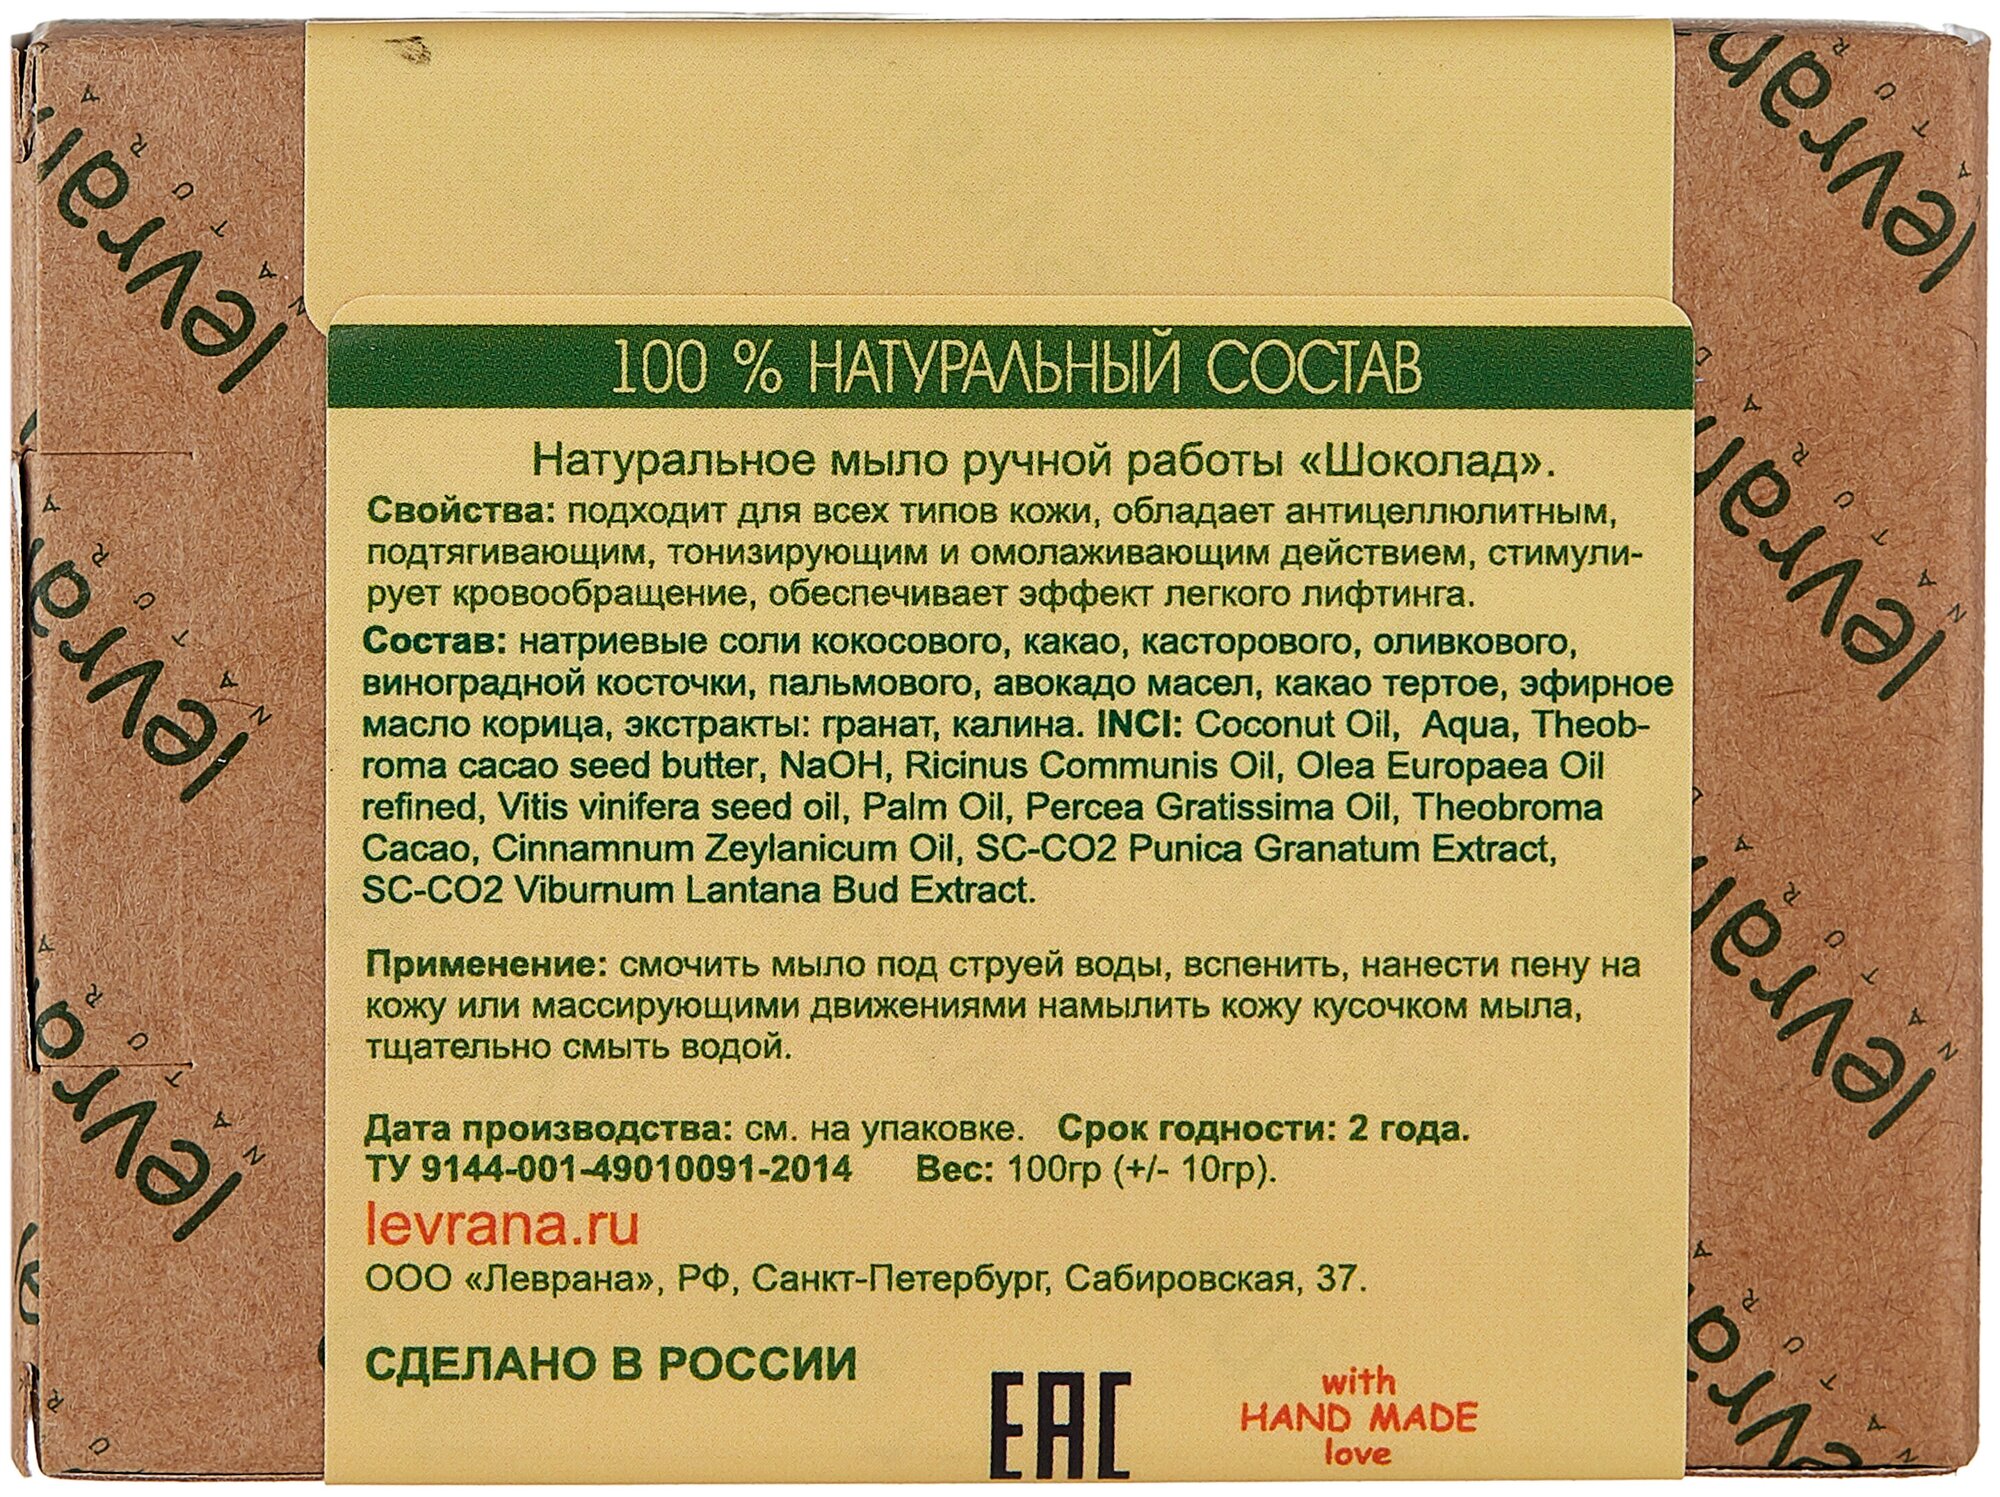 100 % НАТУРАЛЬНЫЙ СОСТАВ
Натуральное мыло ручной работы «Шоколад».
Свойства: подходит для всех типов кожи, обладает антицеллюлитным,
подтягивающим, тонизирующим и омолаживающим действием, стимули-
рует кровообращение, обеспечивает эффект легкого лифтинга.
Состав: натриевые соли кокосового, какао, касторового, оливкового,
виноградной косточки, пальмового, авокадо масел, какао тертое, эфирное
масло корица, экстракты: гранат, калина. INCI: Coconut Oil, Aqua, Theob-
roma cacao seed butter, NaOH, Ricinus Communis Oil, Olea Europaea Oil
refined, Vitis vinifera seed oil, Palm Oil, Percea Gratissima Oil, Theobroma
Cacao, Cinnamnum Zeylanicum Oil, SC-CO2 Punica Granatum Extract,
SC-CO2 Viburnum Lantana Bud Extract.
Применение: смочить мыло под струей воды, вспенить, нанести пену на
кожу или массирующими движениями намылить кожу кусочком мыла,
тщательно смыть водой.
Дата производства: см. на упаковке. Срок годности: 2 года.
ТУ 9144-001-49010091-2014 Вес: 100гр (+/- 10гр).
levrana.ru
ООО «Леврана», РФ, Санкт-Петербург, Сабировская, 37.
СДЕЛАНО В РОССИИ
EAC
with
HAND MADE
love